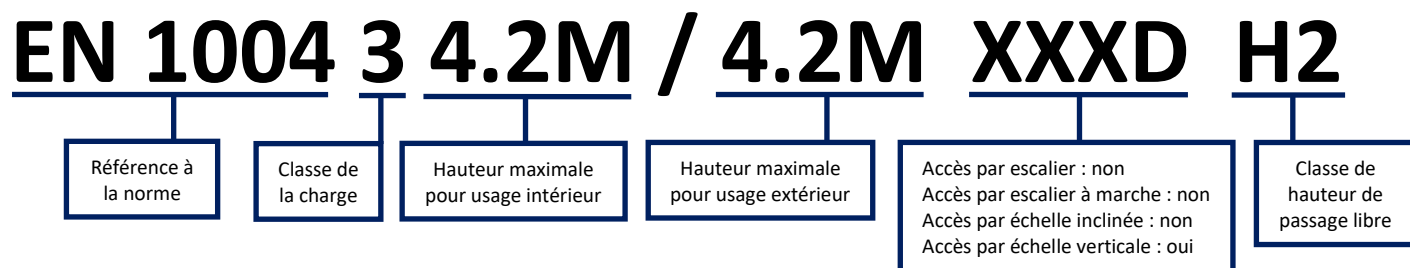 EN 1004 3 4.2M / 4.2M XXXD H2
Référence à
la norme
Classe de
la charge
Hauteur maximale
pour usage intérieur
Hauteur maximale
pour usage extérieur
Accès par escalier : non
Accès par escalier à marche : non
Accès par échelle inclinée : non
Accès par échelle verticale : oui
Classe de
hauteur de
passage libre